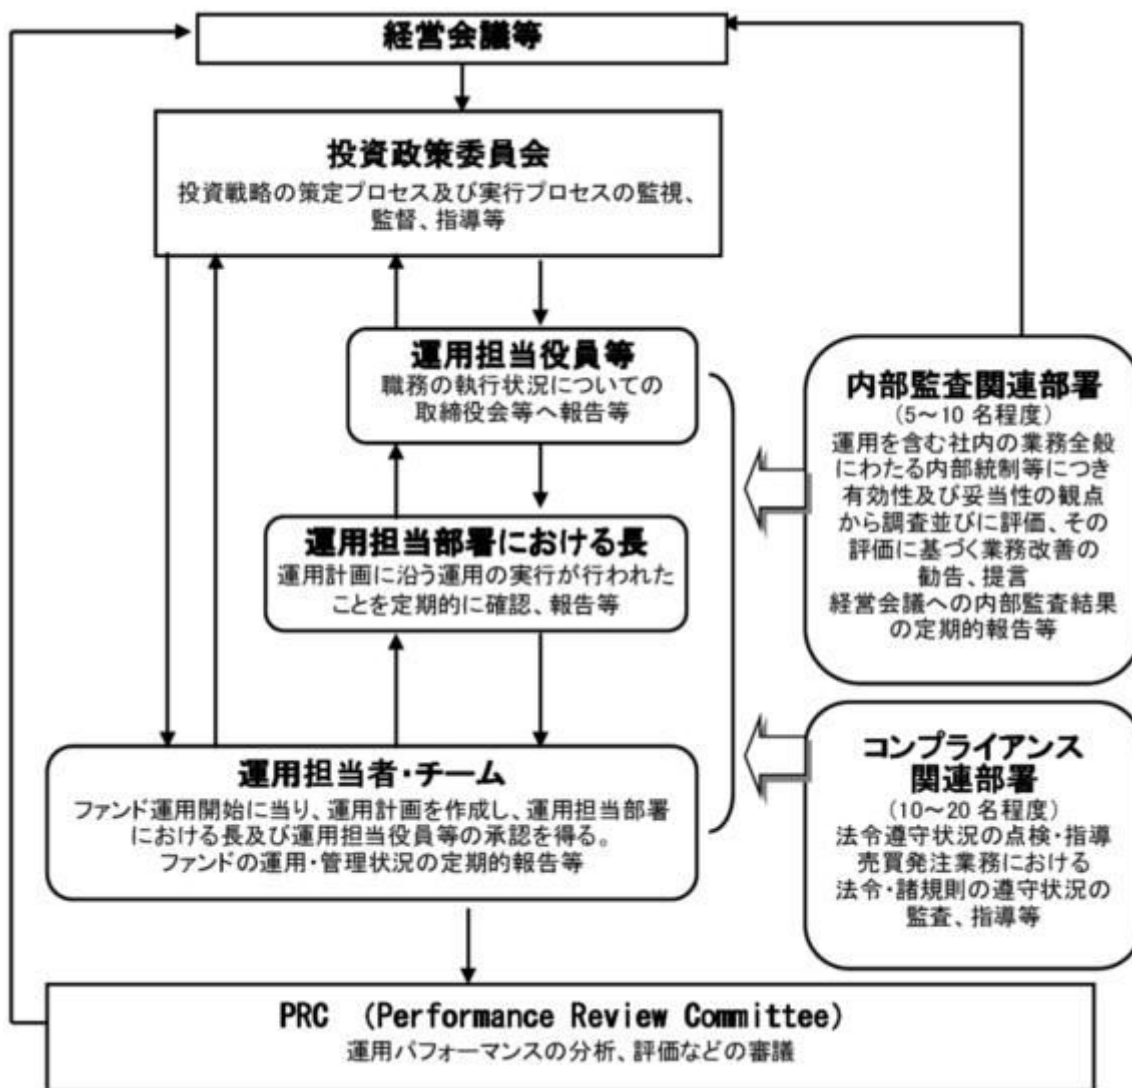 経営会議等
投資政策委員会
投資戦略の策定プロセス及び実行プロセスの監視、
監督、指導等
運用担当役員等
職務の執行状況についての
取締役会等へ報告等
運用担当部署における長
運用計画に沿う運用の実行が行われた
ことを定期的に確認、報告等
運用担当者・チーム
ファンド運用開始に当り、運用計画を作成し、運用担当部署
における長及び運用担当役員等の承認を得る。
ファンドの運用・管理状況の定期的報告等
内部監査関連部署
(5～10 名程度)
運用を含む社内の業務全般
にわたる内部統制等につき
有効性及び妥当性の観点
から調査並びに評価、その
評価に基づく業務改善の
勧告、提言
経営会議への内部監査結果
の定期的報告等
コンプライアンス
関連部署
(10～20 名程度)
法令遵守状況の点検・指導
売買発注業務における
法令・諸規則の遵守状況の
監査、指導等
PRC (Performance Review Committee)
運用パフォーマンスの分析、評価などの審議